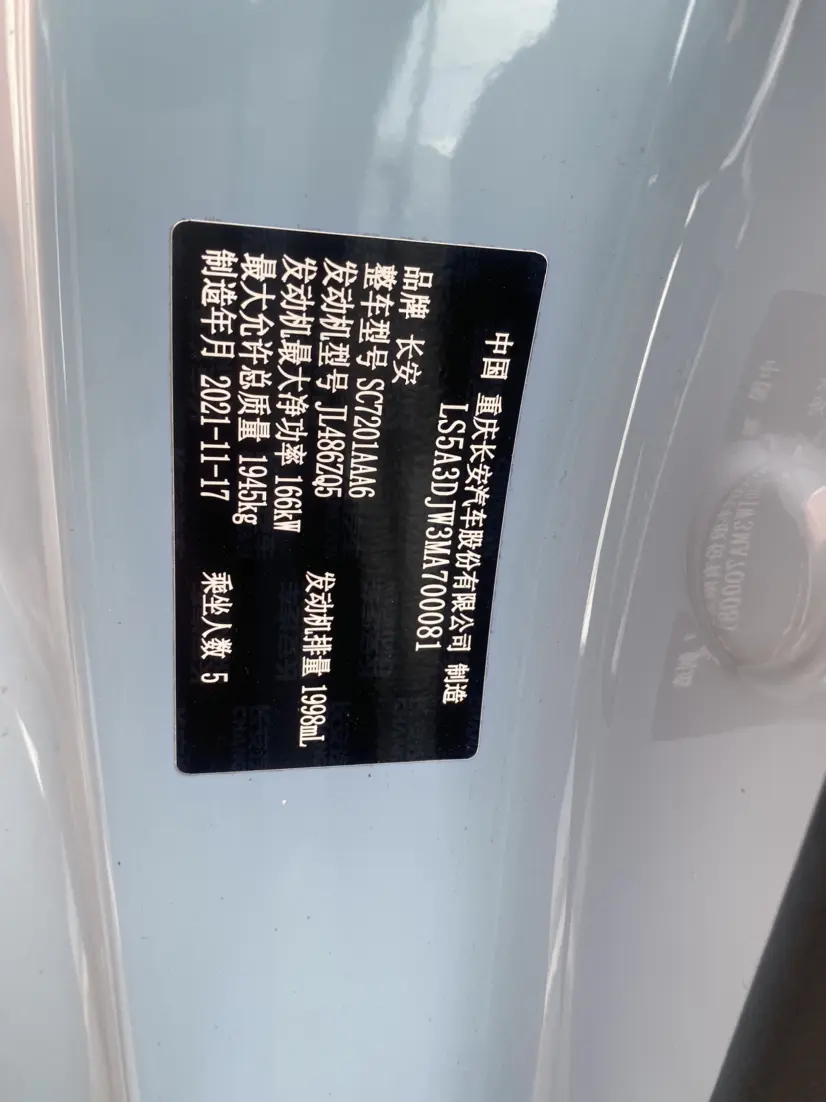 中国 重庆长安汽车股份有限公司 制造
LS5A3DJW3MA700081
品牌 长安
整车型号 SC7201AAA6
发动机型号 JL486ZQ5
发动机最大净功率 166kW 发动机排量 1998mL
最大允许总质量 1945kg
制造年月 2021-11-17 乘坐人数 5